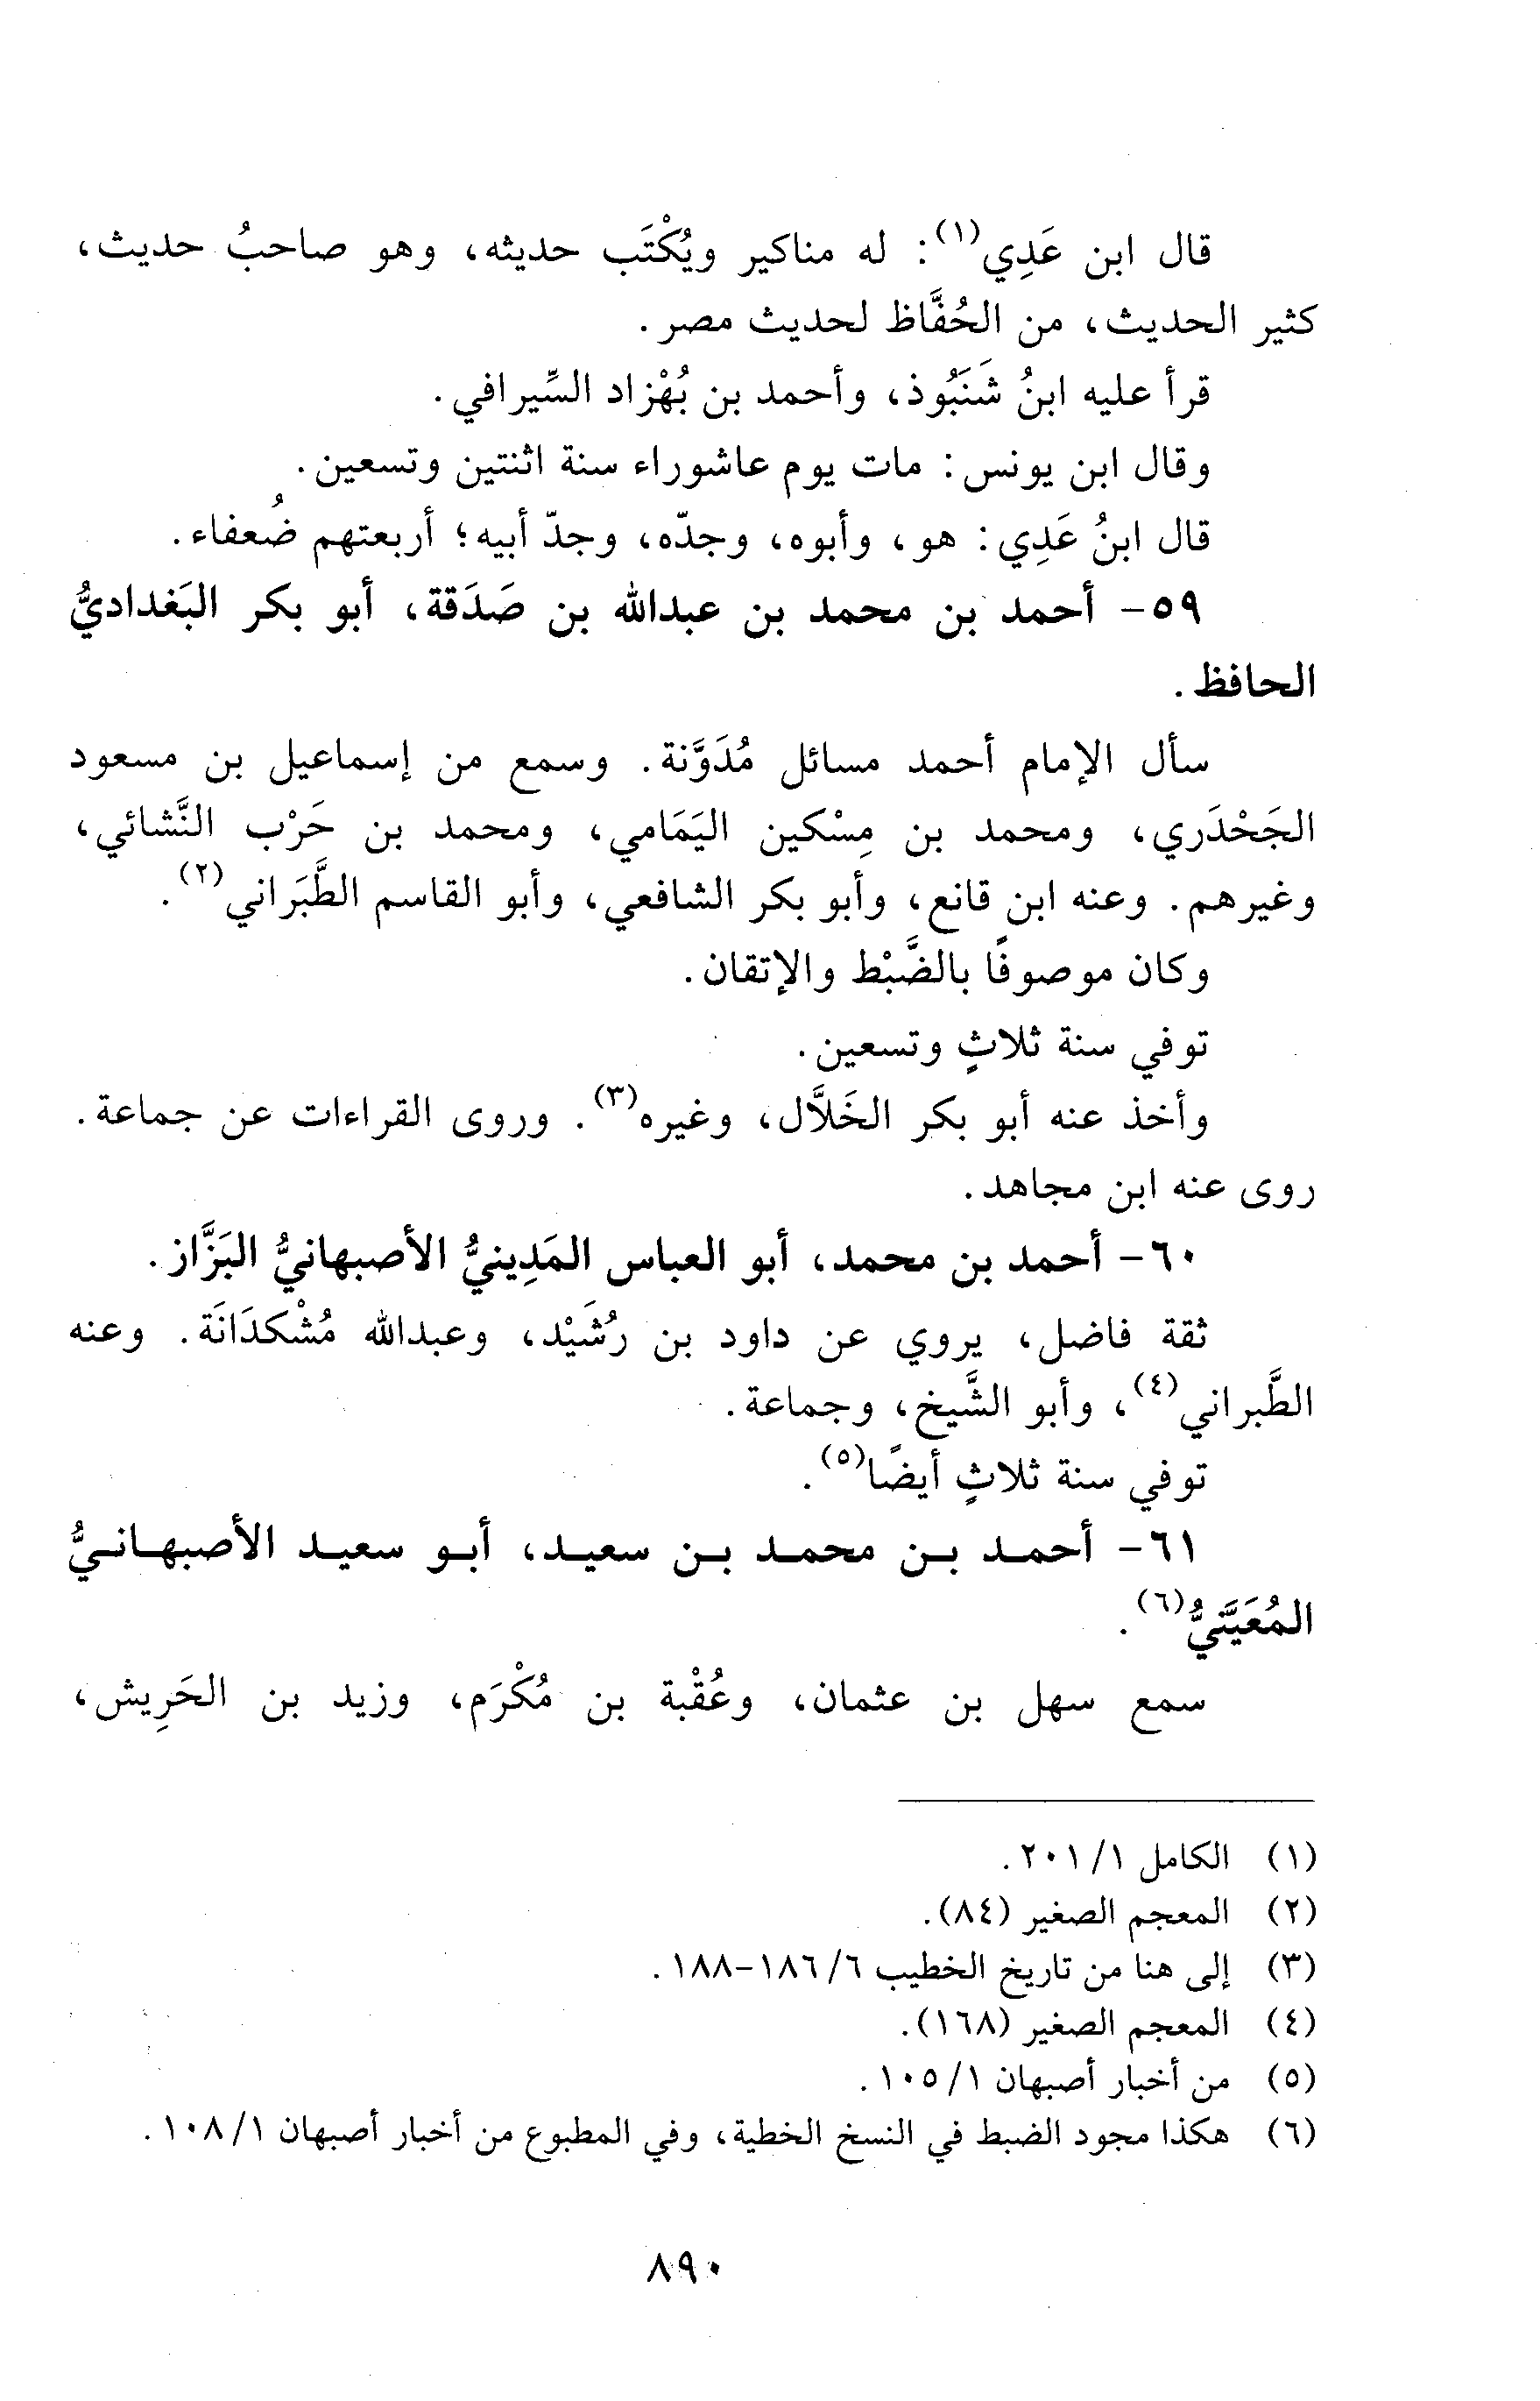 قال ابن عَدِي(١): له مناكير ويُكْتَب حديثه، وهو صاحبُ حديث،
كثير الحديث، من الحُفَّاظ لحديث مصر.
قرأ عليه ابنُ شَنَبُوذ، وأحمد بن بُهْزاد السِّيرافي.
وقال ابن يونس: مات يوم عاشوراء سنة اثنتين وتسعين.
قال ابنُ عَدِي: هو، وأبوه، وجدّه، وجدّ أبيه؛ أربعتهم ضُعفاء.
٥٩- أحمد بن محمد بن عبدالله بن صَدَقة، أبو بكر البَغداديُّ
الحافظ.
سأل الإمام أحمد مسائل مُدَوَّنة. وسمع من إسماعيل بن مسعود
الجَحْدَري، ومحمد بن مِسْكين اليَمَامي، ومحمد بن حَرْب النَّشائي،
وغيرهم. وعنه ابن قانع، وأبو بكر الشافعي، وأبو القاسم الطَّبَراني(٢).
وكان موصوفًا بالضَّبْط والإتقان.
توفي سنة ثلاثٍ وتسعين.
وأخذ عنه أبو بكر الخَلاَّل، وغيره(٣). وروى القراءات عن جماعة.
روى عنه ابن مجاهد.
٦٠- أحمد بن محمد، أبو العباس المَدِينيُّ الأصبهانيُّ البَزَّاز.
ثقة فاضل، يروي عن داود بن رُشَيْد، وعبدالله مُشْكدَانَة. وعنه
الطَّبراني(٤)، وأبو الشَّيخ، وجماعة.
توفي سنة ثلاثٍ أيضًا(٥).
٦١- أحمد بن محمد بن سعيد، أبو سعيد الأصبهانيُّ
المُعَيَّنيُّ(٦).
سمع سهل بن عثمان، وعُقْبة بن مُكْرَم، وزيد بن الحَرِيش،
(١) الكامل ١/ ٢٠١.
(٢) المعجم الصغير (٨٤).
(٣) إلى هنا من تاريخ الخطيب ٦/ ١٨٦-١٨٨.
(٤) المعجم الصغير (١٦٨).
(٥) من أخبار أصبهان ١/ ١٠٥.
(٦) هكذا مجود الضبط في النسخ الخطية، وفي المطبوع من أخبار أصبهان ١/ ١٠٨.
٨٩٠